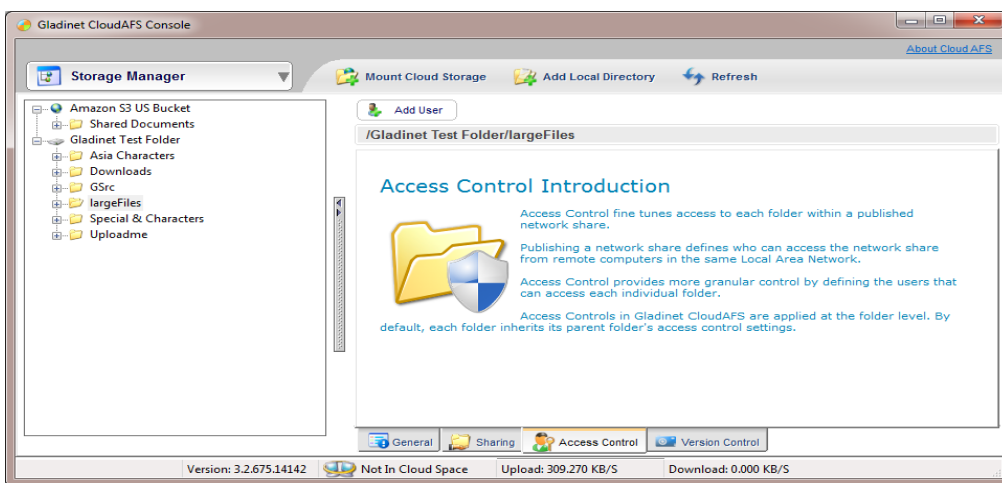 Gladinet CloudAFS Console
About Cloud AFS
Storage Manager
Mount Cloud Storage
Add Local Directory
Refresh
Amazon S3 US Bucket
Shared Documents
Gladinet Test Folder
Asia Characters
Downloads
GSrc
largeFiles
Special & Characters
Uploadme
Add User
/Gladinet Test Folder/largeFiles
Access Control Introduction
Access Control fine tunes access to each folder within a published
network share.
Publishing a network share defines who can access the network share
from remote computers in the same Local Area Network.
Access Control provides more granular control by defining the users that
can access each individual folder.
Access Controls in Gladinet CloudAFS are applied at the folder level. By
default, each folder inherits its parent folder's access control settings.
General
Sharing
Access Control
Version Control
Version: 3.2.675.14142
Not In Cloud Space
Upload: 309.270 KB/S
Download: 0.000 KB/S